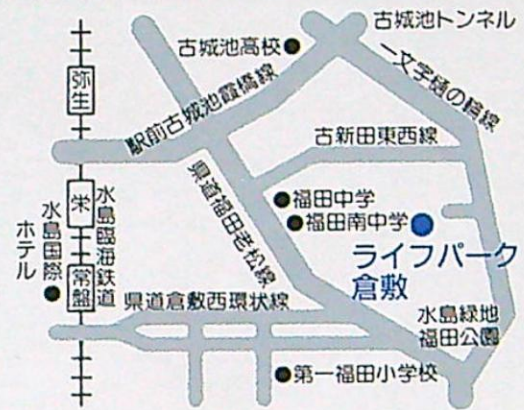 古城池トンネル
古城池高校
一文字樋の輪線
弥生
駅前古城池霞橋線
古新田東西線
栄
水島臨海鉄道
水島国際
ホテル
常盤
県道福田老松線
福田中学
福田南中学
ライフパーク
倉敷
県道倉敷西環状線
水島緑地
福田公園
第一福田小学校